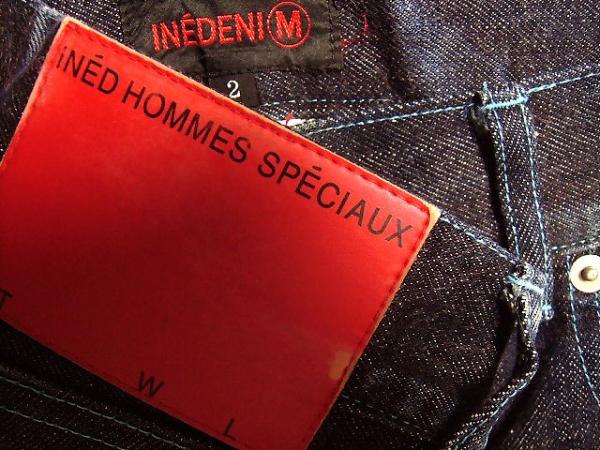 INÉDENIM
2
iNÉD HOMMES SPÉCIAUX
T
W
L